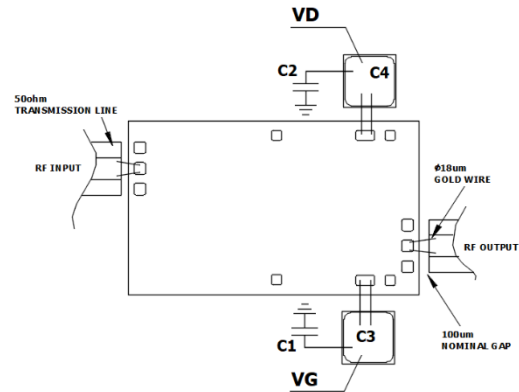 VD
C2
C4
50ohm
TRANSMISSION LINE
RF INPUT
ϕ18um
GOLD WIRE
RF OUTPUT
C1
C3
100um
NOMINAL GAP
VG